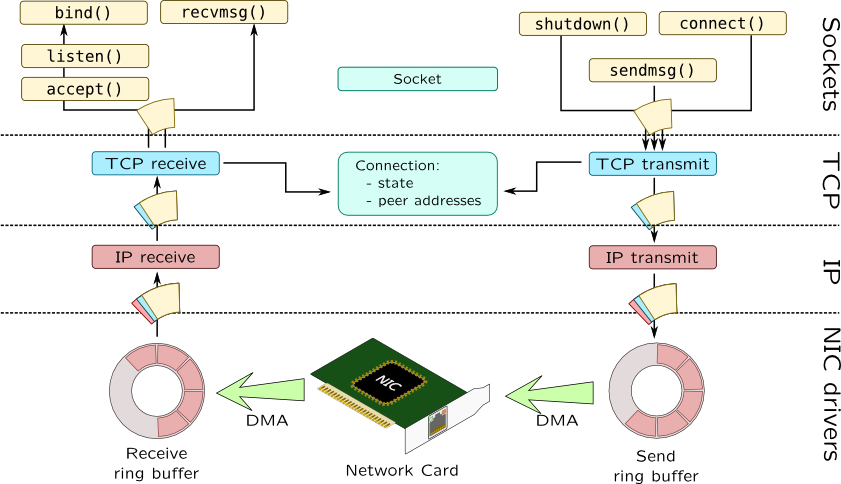 bind()
recvmsg()
listen()
accept()
Socket
shutdown()
connect()
sendmsg()
Sockets
TCP receive
Connection:
- state
- peer addresses
TCP transmit
TCP
IP receive
IP transmit
IP
NIC
DMA
DMA
Receive
ring buffer
Network Card
Send
ring buffer
NIC drivers